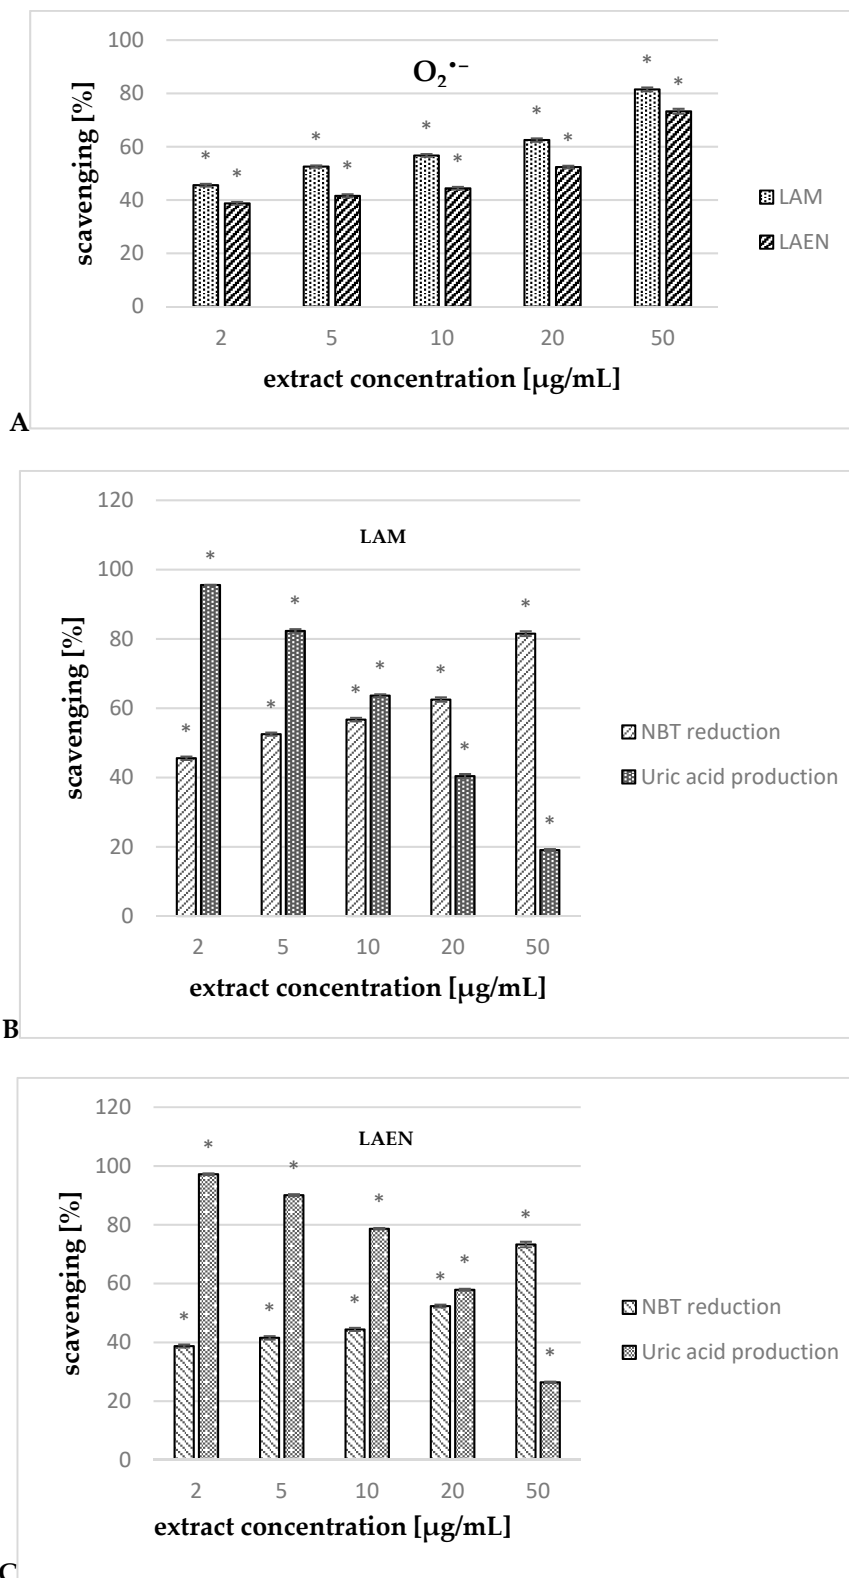 100
80
60
40
20
0
scavenging [%]
O₂•−
* * * * * * * * * *
LAM
LAEN
2 5 10 20 50
extract concentration [µg/mL]
A
120
100
80
60
40
20
0
scavenging [%]
LAM
* * * * * * * * * *
NBT reduction
Uric acid production
2 5 10 20 50
extract concentration [µg/mL]
B
120
100
80
60
40
20
0
scavenging [%]
LAEN
* * * * * * * * * *
NBT reduction
Uric acid production
2 5 10 20 50
extract concentration [µg/mL]
C